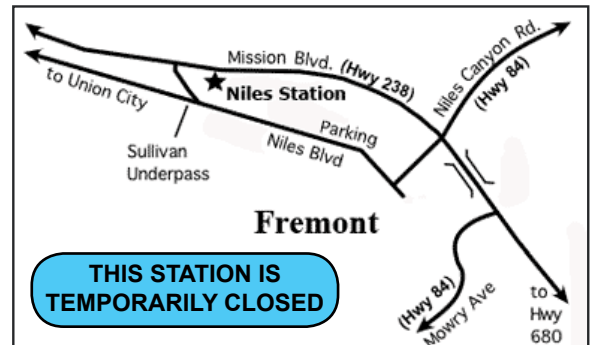 Mission Blvd. (Hwy 238)
Niles Canyon Rd.
(Hwy 84)
to Union City
Niles Station
Parking
Niles Blvd
Sullivan
Underpass
Fremont
THIS STATION IS
TEMPORARILY CLOSED
(Hwy 84)
Mowry Ave
to
Hwy
680